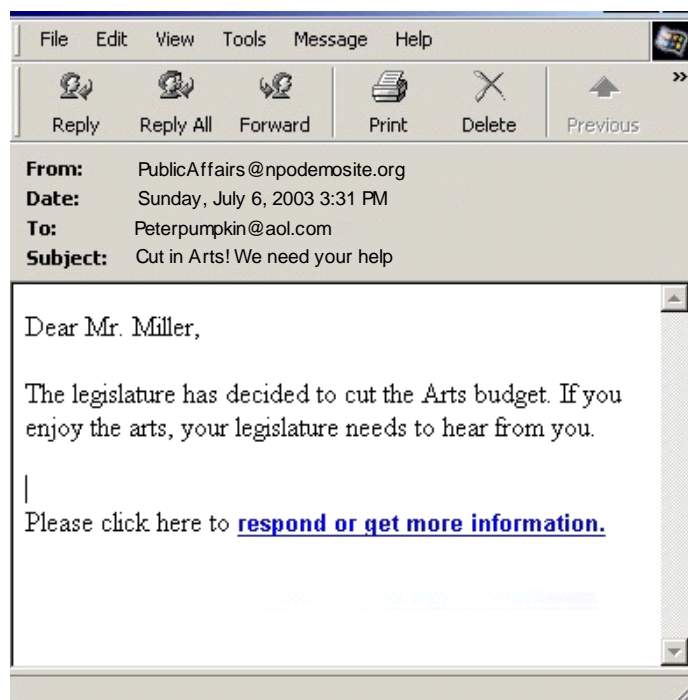 File Edit View Tools Message Help
»
Reply Reply All Forward Print Delete Previous
From: PublicAffairs@npodemosite.org
Date: Sunday, July 6, 2003 3:31 PM
To: Peterpumpkin@aol.com
Subject: Cut in Arts! We need your help
Dear Mr. Miller,
The legislature has decided to cut the Arts budget. If you
enjoy the arts, your legislature needs to hear from you.
Please click here to respond or get more information.